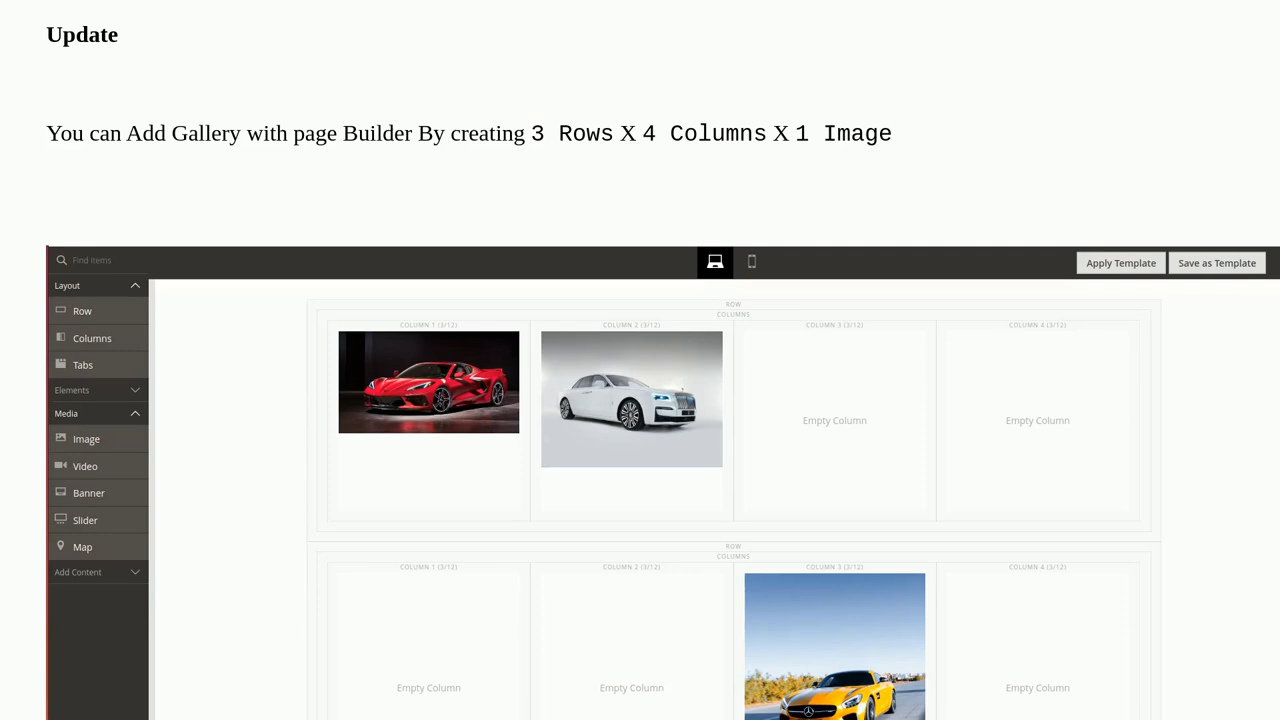 Update
You can Add Gallery with page Builder By creating 3 Rows X 4 Columns X 1 Image
Find Items
Apply Template
Save as Template
Layout
Row
Columns
Tabs
Elements
Media
Image
Video
Banner
Slider
Map
Add Content
ROW
COLUMNS
COLUMN 1 (3/12)
COLUMN 2 (3/12)
COLUMN 3 (3/12)
COLUMN 4 (3/12)
Empty Column
Empty Column
ROW
COLUMNS
COLUMN 1 (3/12)
COLUMN 2 (3/12)
COLUMN 3 (3/12)
COLUMN 4 (3/12)
Empty Column
Empty Column
Empty Column